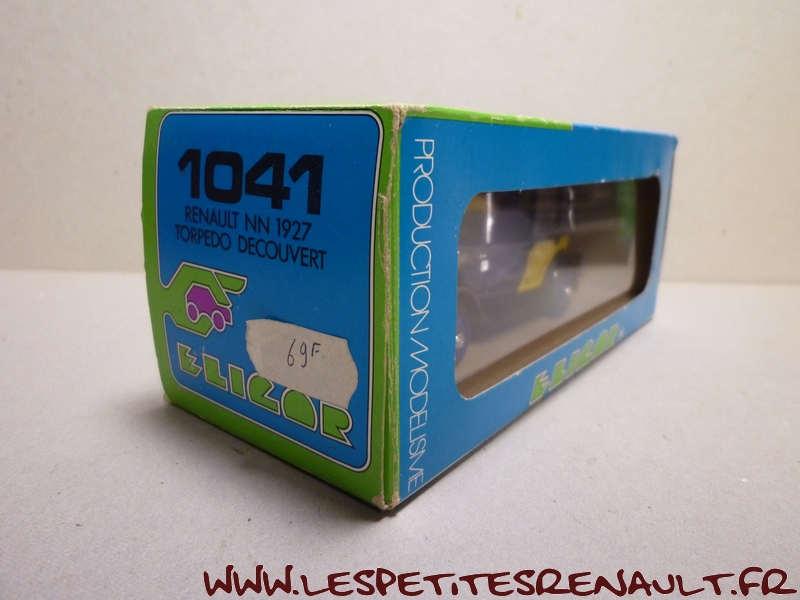 1041
RENAULT NN 1927
TORPEDO DECOUVERT
69F
ELIGOR
PRODUCTION/MODELISME
ELIGOR
WWW.LESPETITESRENAULT.FR